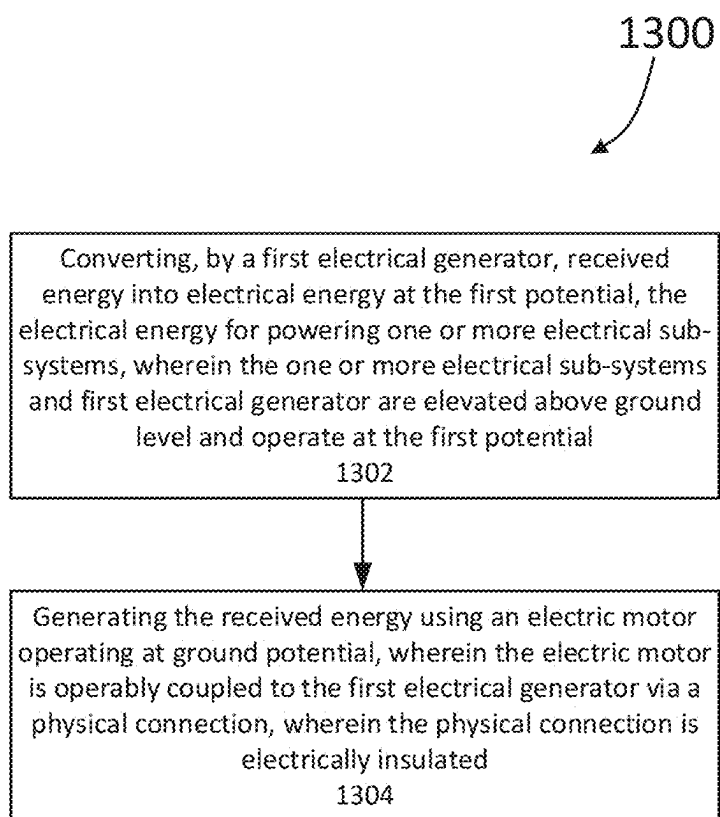 1300
Converting, by a first electrical generator, received
energy into electrical energy at the first potential, the
electrical energy for powering one or more electrical sub-
systems, wherein the one or more electrical sub-systems
and first electrical generator are elevated above ground
level and operate at the first potential
1302
Generating the received energy using an electric motor
operating at ground potential, wherein the electric motor
is operably coupled to the first electrical generator via a
physical connection, wherein the physical connection is
electrically insulated
1304